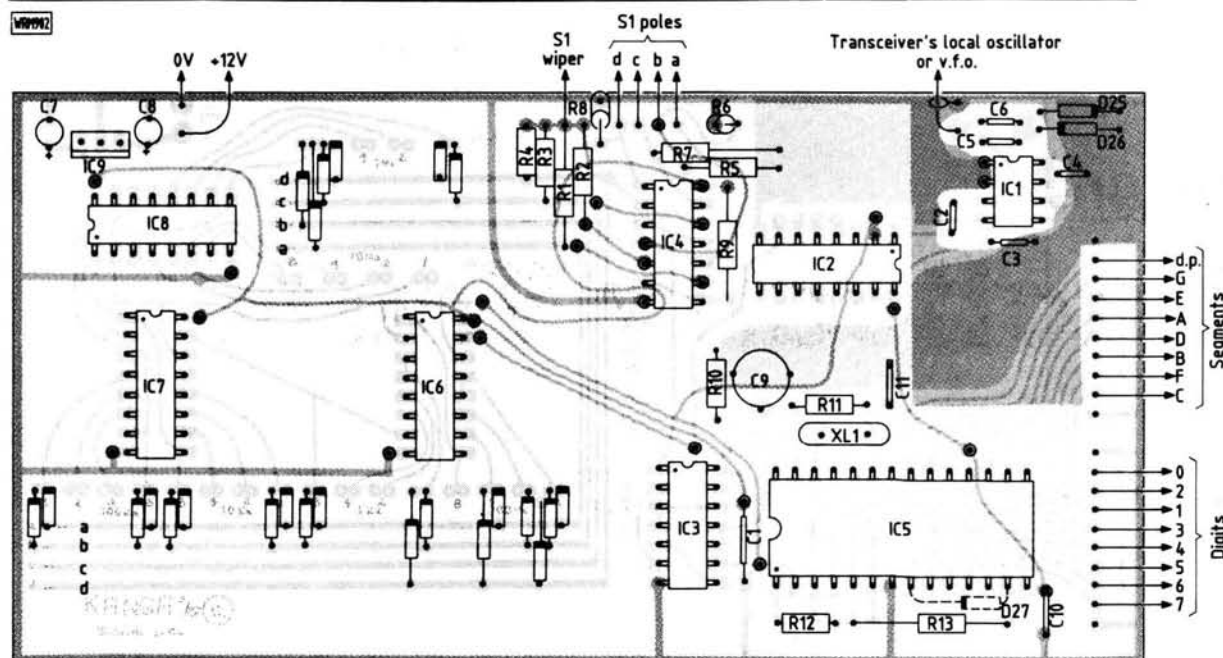 WRM902
S1 poles
S1 wiper
d c b a
Transceiver's local oscillator
or v.f.o.
0V +12V
C7 C8 R8 R6 C6 D25
C5 D26
IC9 R4 R3 R7
R1 R2 R5 IC1 C4
d
c
b
a
IC8 IC4 C2
R9 IC2 C3
d.p.
G
E
A
D
B
F
C
Segments
IC7 IC6 R10 C9 C11
R11
XL1
0
2
1
3
4
5
6
7
Digits
IC3 C1 IC5
a
b
c
d
KANGA
D27 C10
R12 R13